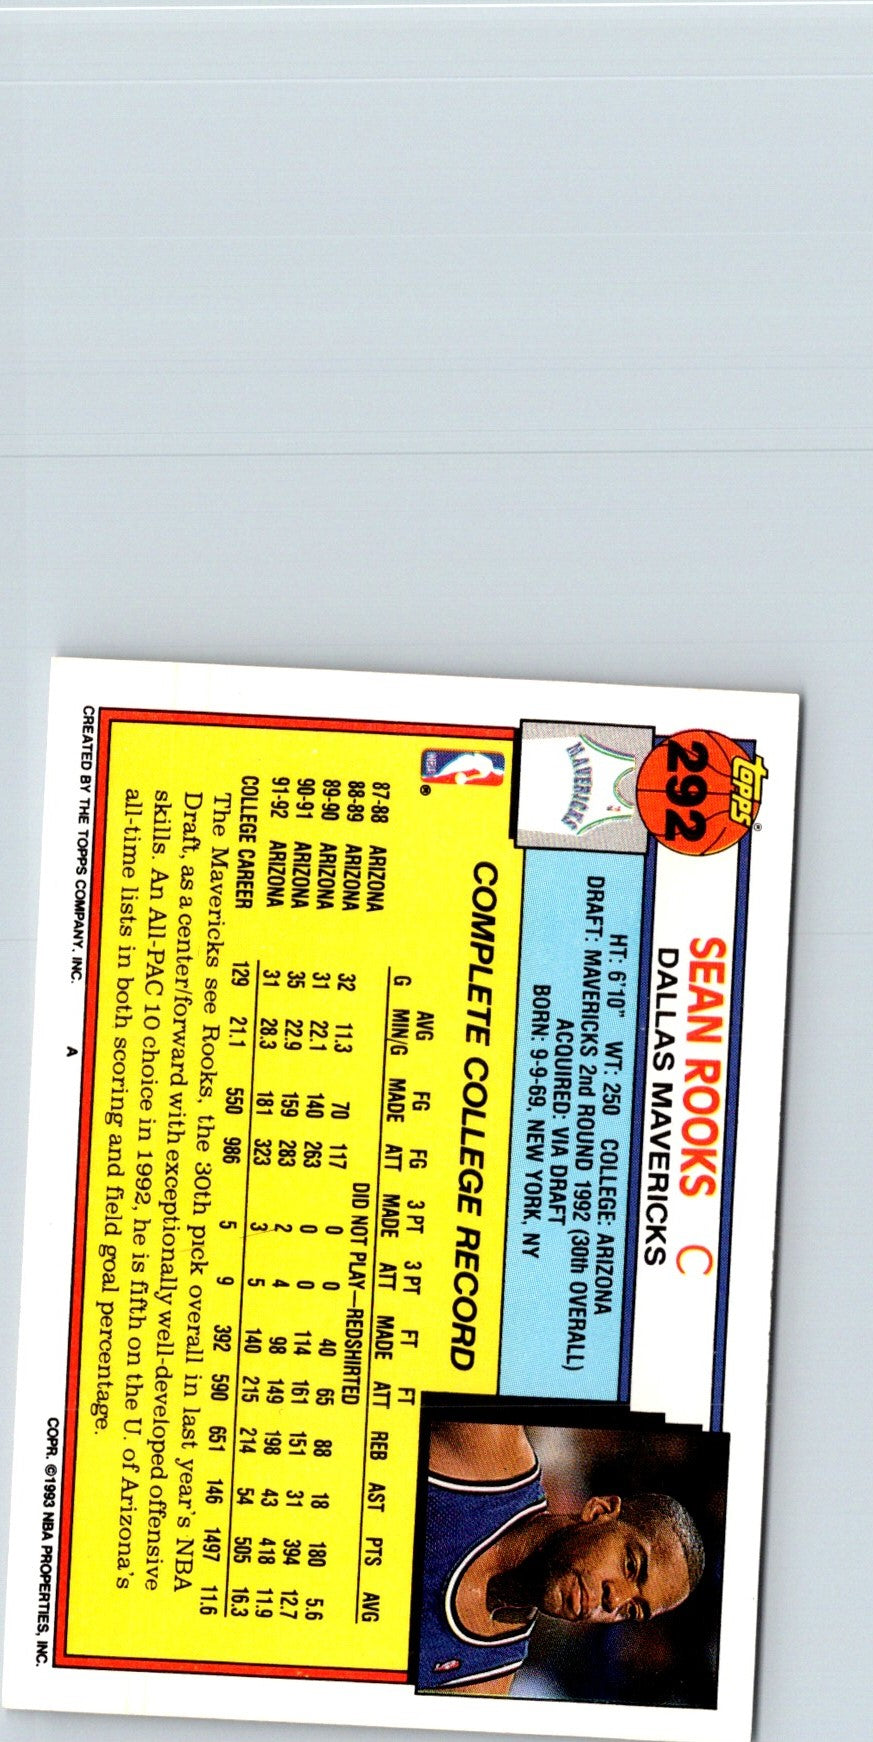 topps®
292
SEAN ROOKS C
DALLAS MAVERICKS
MAVERICKS
HT: 6'10" WT: 250 COLLEGE: ARIZONA
DRAFT: MAVERICKS 2nd ROUND 1992 (30th OVERALL)
ACQUIRED: VIA DRAFT
BORN: 9-9-69, NEW YORK, NY
NBA ®
COMPLETE COLLEGE RECORD
AVG FG FG 3 PT 3 PT FT FT
G MIN/G MADE ATT MADE ATT MADE ATT REB AST PTS AVG
87-88 ARIZONA DID NOT PLAY—REDSHIRTED
88-89 ARIZONA 32 11.3 70 117 0 0 40 65 88 18 180 5.6
89-90 ARIZONA 31 22.1 140 263 0 0 114 161 151 31 394 12.7
90-91 ARIZONA 35 22.9 159 283 2 4 98 149 198 43 418 11.9
91-92 ARIZONA 31 28.3 181 323 3 5 140 215 214 54 505 16.3
COLLEGE CAREER 129 21.1 550 986 5 9 392 590 651 146 1497 11.6
The Mavericks see Rooks, the 30th pick overall in last year's NBA
Draft, as a center/forward with exceptionally well-developed offensive
skills. An All-PAC 10 choice in 1992, he is fifth on the U. of Arizona's
all-time lists in both scoring and field goal percentage.
CREATED BY THE TOPPS COMPANY, INC. A COPR. ©1993 NBA PROPERTIES, INC.